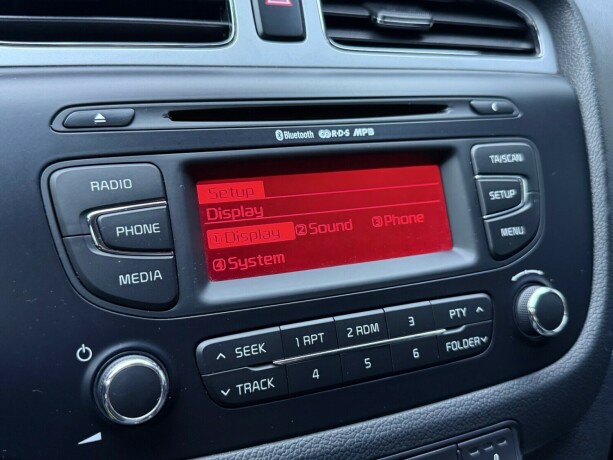 Bluetooth R·D·S MP3
RADIO
PHONE
MEDIA
Setup
Display
① Display ② Sound ③ Phone
④ System
TA/SCAN
SETUP
MENU
SEEK 1 RPT 2 RDM 3 PTY
TRACK 4 5 6 FOLDER